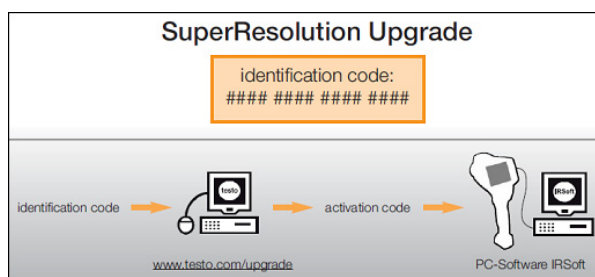 SuperResolution Upgrade
identification code:
#### #### #### ####
testo
IRSoft
identification code
activation code
www.testo.com/upgrade
PC-Software IRSoft